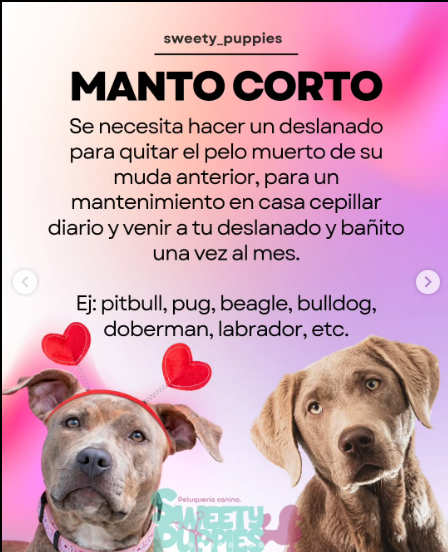 sweety_puppies
MANTO CORTO
Se necesita hacer un deslanado
para quitar el pelo muerto de su
muda anterior, para un
mantenimiento en casa cepillar
diario y venir a tu deslanado y bañito
una vez al mes.
Ej: pitbull, pug, beagle, bulldog,
doberman, labrador, etc.
Peluquería canina.
SWEETY
PUPPIES